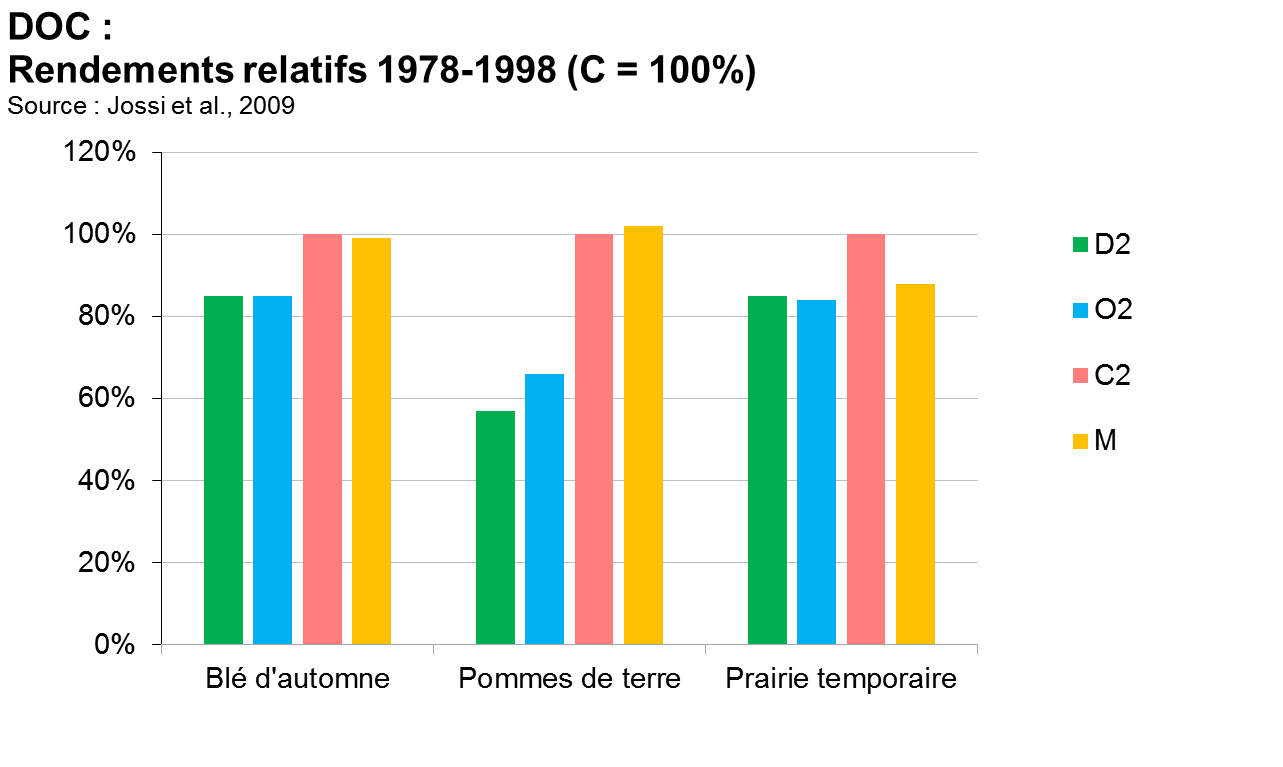 DOC :
Rendements relatifs 1978-1998 (C = 100%)
Source : Jossi et al., 2009
120%
100%
80%
60%
40%
20%
0%
Blé d'automne
Pommes de terre
Prairie temporaire
D2
O2
C2
M